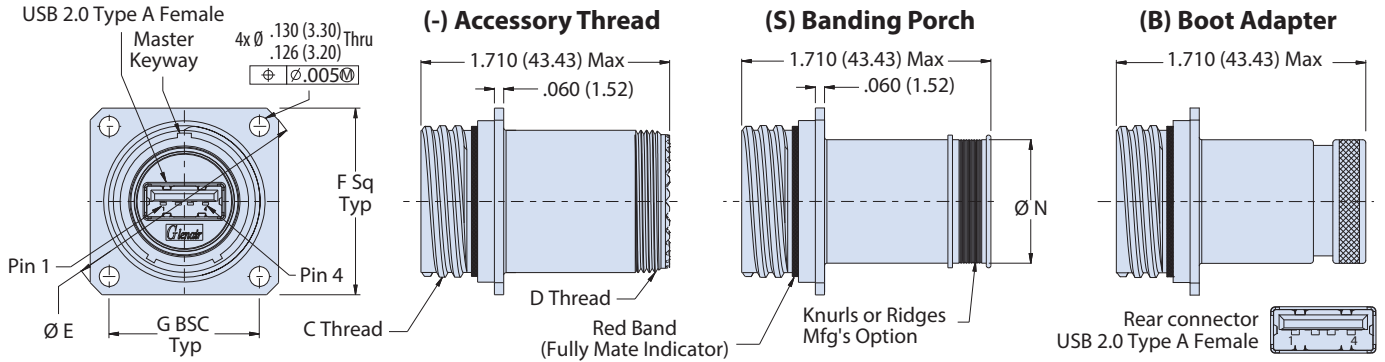 USB 2.0 Type A Female
Master
Keyway
4x Ø .130 (3.30) Thru
.126 (3.20)
⌖ Ø.005Ⓜ
F Sq
Typ
Glenair
Pin 1
Pin 4
Ø E
G BSC
Typ
(-) Accessory Thread
1.710 (43.43) Max
.060 (1.52)
C Thread
D Thread
(S) Banding Porch
1.710 (43.43) Max
.060 (1.52)
Ø N
Red Band
(Fully Mate Indicator)
Knurls or Ridges
Mfg's Option
(B) Boot Adapter
1.710 (43.43) Max
Rear connector
USB 2.0 Type A Female
1 4